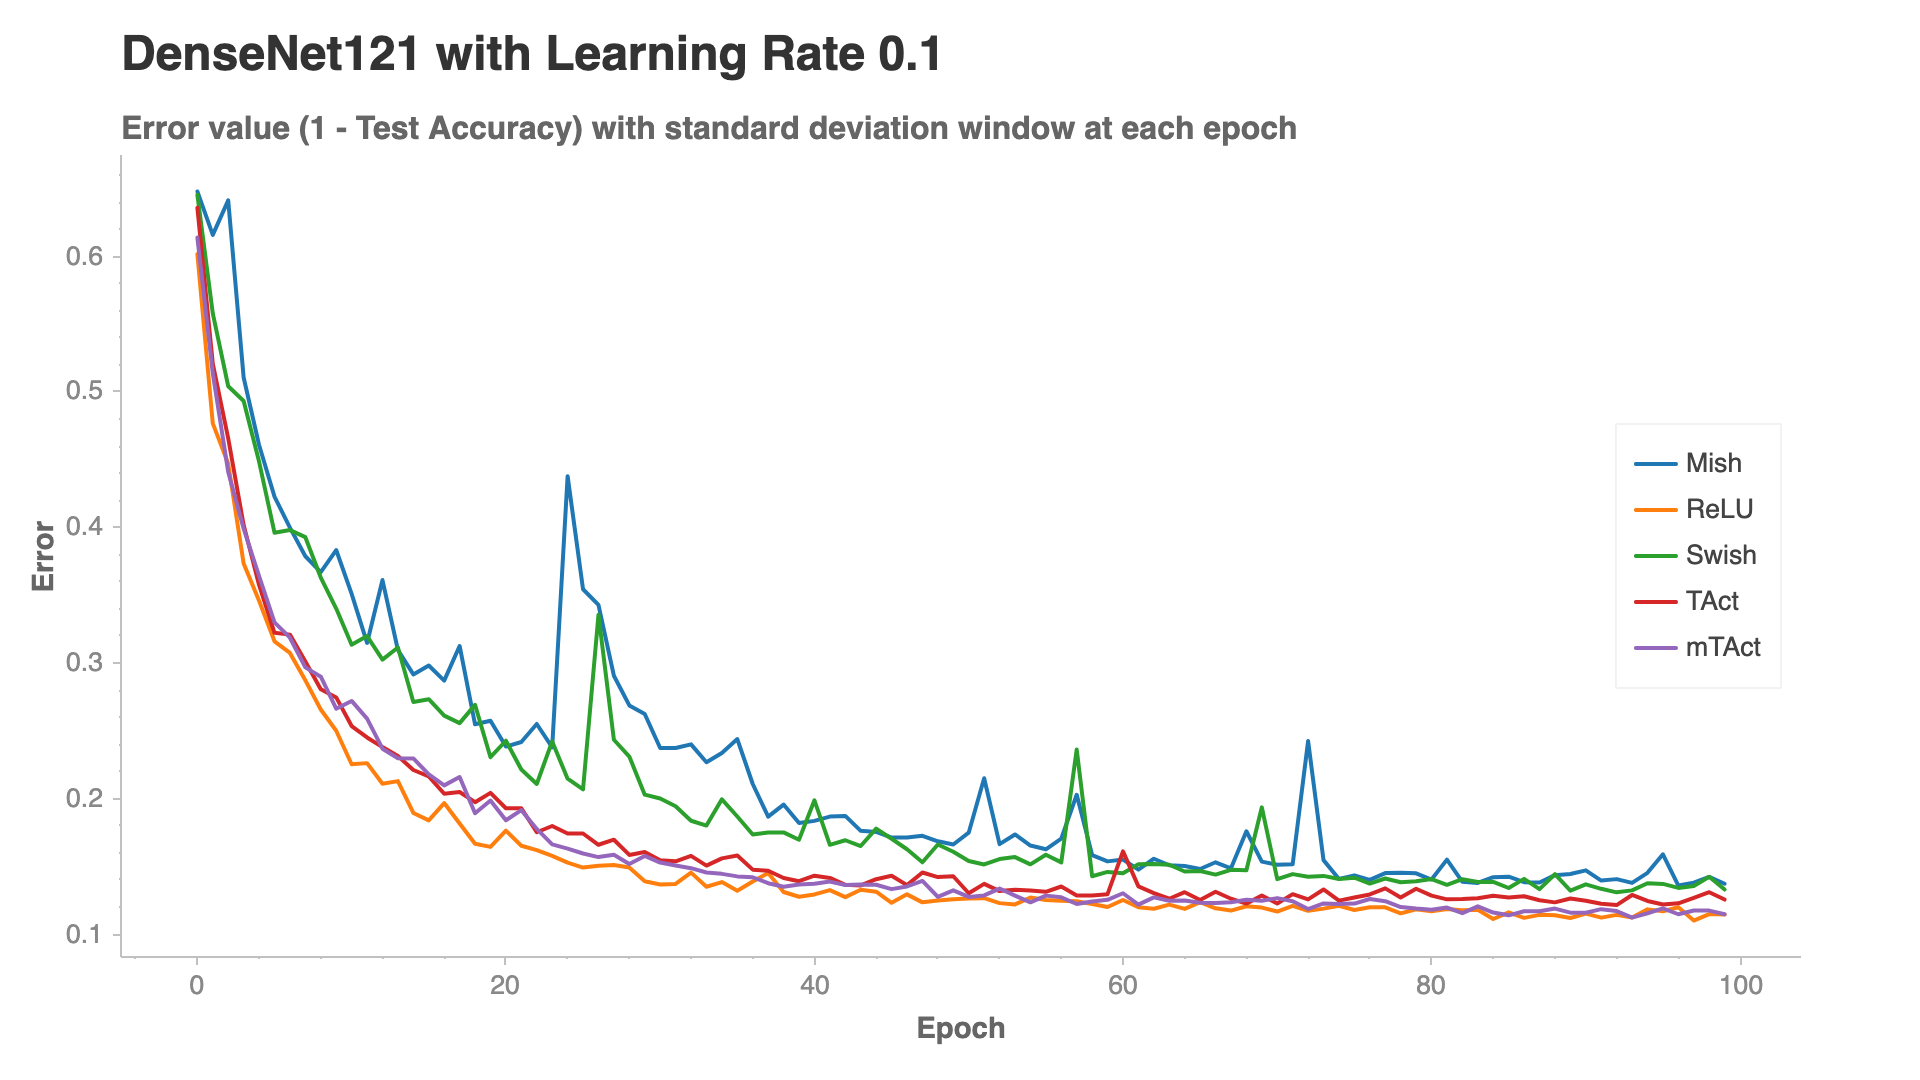 DenseNet121 with Learning Rate 0.1
Error value (1 - Test Accuracy) with standard deviation window at each epoch
0.6
0.5
0.4
0.3
0.2
0.1
Error
Mish
ReLU
Swish
TAct
mTAct
0 20 40 60 80 100
Epoch